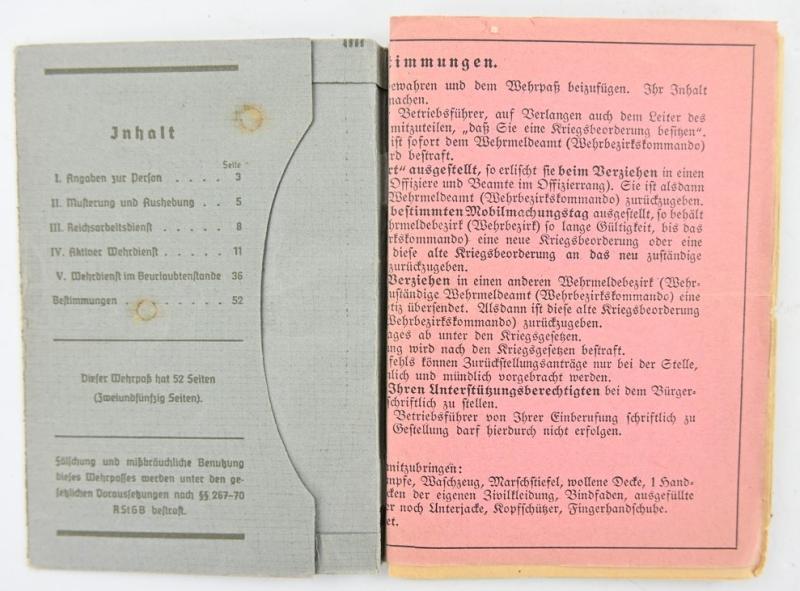 Inhalt
Seite
I. Angaben zur Person . . . . 3
II. Musterung und Aushebung . . 5
III. Reichsarbeitsdienst . . . . . 8
IV. Aktiver Wehrdienst . . . . . 11
V. Wehrdienst im Beurlaubtenstande 36
Bestimmungen . . . . . . 52
Dieser Wehrpaß hat 52 Seiten
(Zweiundfünfzig Seiten).
Fälschung und mißbräuchliche Benutzung
dieses Wehrpasses werden unter den ge-
setzlichen Voraussetzungen nach §§ 267-70
RStGB bestraft.
timmungen.
ewahren und dem Wehrpaß beizufügen. Ihr Inhalt
machen.
Betriebsführer, auf Verlangen auch dem Leiter des
mitzuteilen, „daß Sie eine Kriegsbeorderung besitzen“.
ist sofort dem Wehrmeldeamt (Wehrbezirkskommando)
rd bestraft.
rt“ ausgestellt, so erlischt sie beim Verziehen in einen
Offiziere und Beamte im Offizierrang). Sie ist alsdann
Wehrmeldeamt (Wehrbezirkskommando) zurückzugeben.
bestimmten Mobilmachungstag ausgestellt, so behält
hrmeldebezirk (Wehrbezirk) so lange Gültigkeit, bis das
rkskommando) eine neue Kriegsbeorderung oder eine
diese alte Kriegsbeorderung an das neu zuständige
zurückzugeben.
Verziehen in einen anderen Wehrmeldebezirk (Wehr-
zuständige Wehrmeldeamt (Wehrbezirkskommando) eine
tiz übersendet. Alsdann ist diese alte Kriegsbeorderung
Wehrbezirkskommando) zurückzugeben.
ages ab unter den Kriegsgesetzen.
ung wird nach den Kriegsgesetzen bestraft.
fehls können Zurückstellungsanträge nur bei der Stelle,
nlich und mündlich vorgebracht werden.
Ihren Unterstützungsberechtigten bei dem Bürger-
schriftlich zu stellen.
Betriebsführer von Ihrer Einberufung schriftlich zu
Gestellung darf hierdurch nicht erfolgen.
mitzubringen:
mpfe, Waschzeug, Marschstiefel, wollene Decke, 1 Hand-
cken der eigenen Zivilkleidung, Bindfaden, ausgefüllte
er noch Unterjacke, Kopfschützer, Fingerhandschuhe.
et.